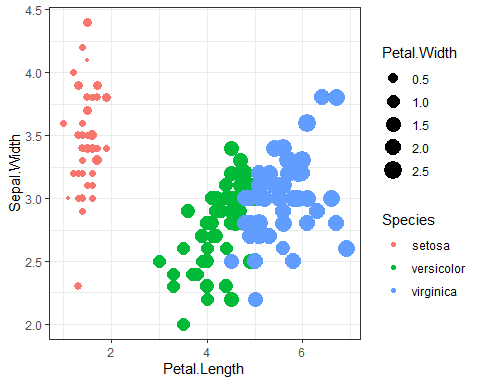 4.5
4.0
3.5
3.0
2.5
2.0
Sepal.Width
2
4
6
Petal.Length
Petal.Width
0.5
1.0
1.5
2.0
2.5
Species
setosa
versicolor
virginica